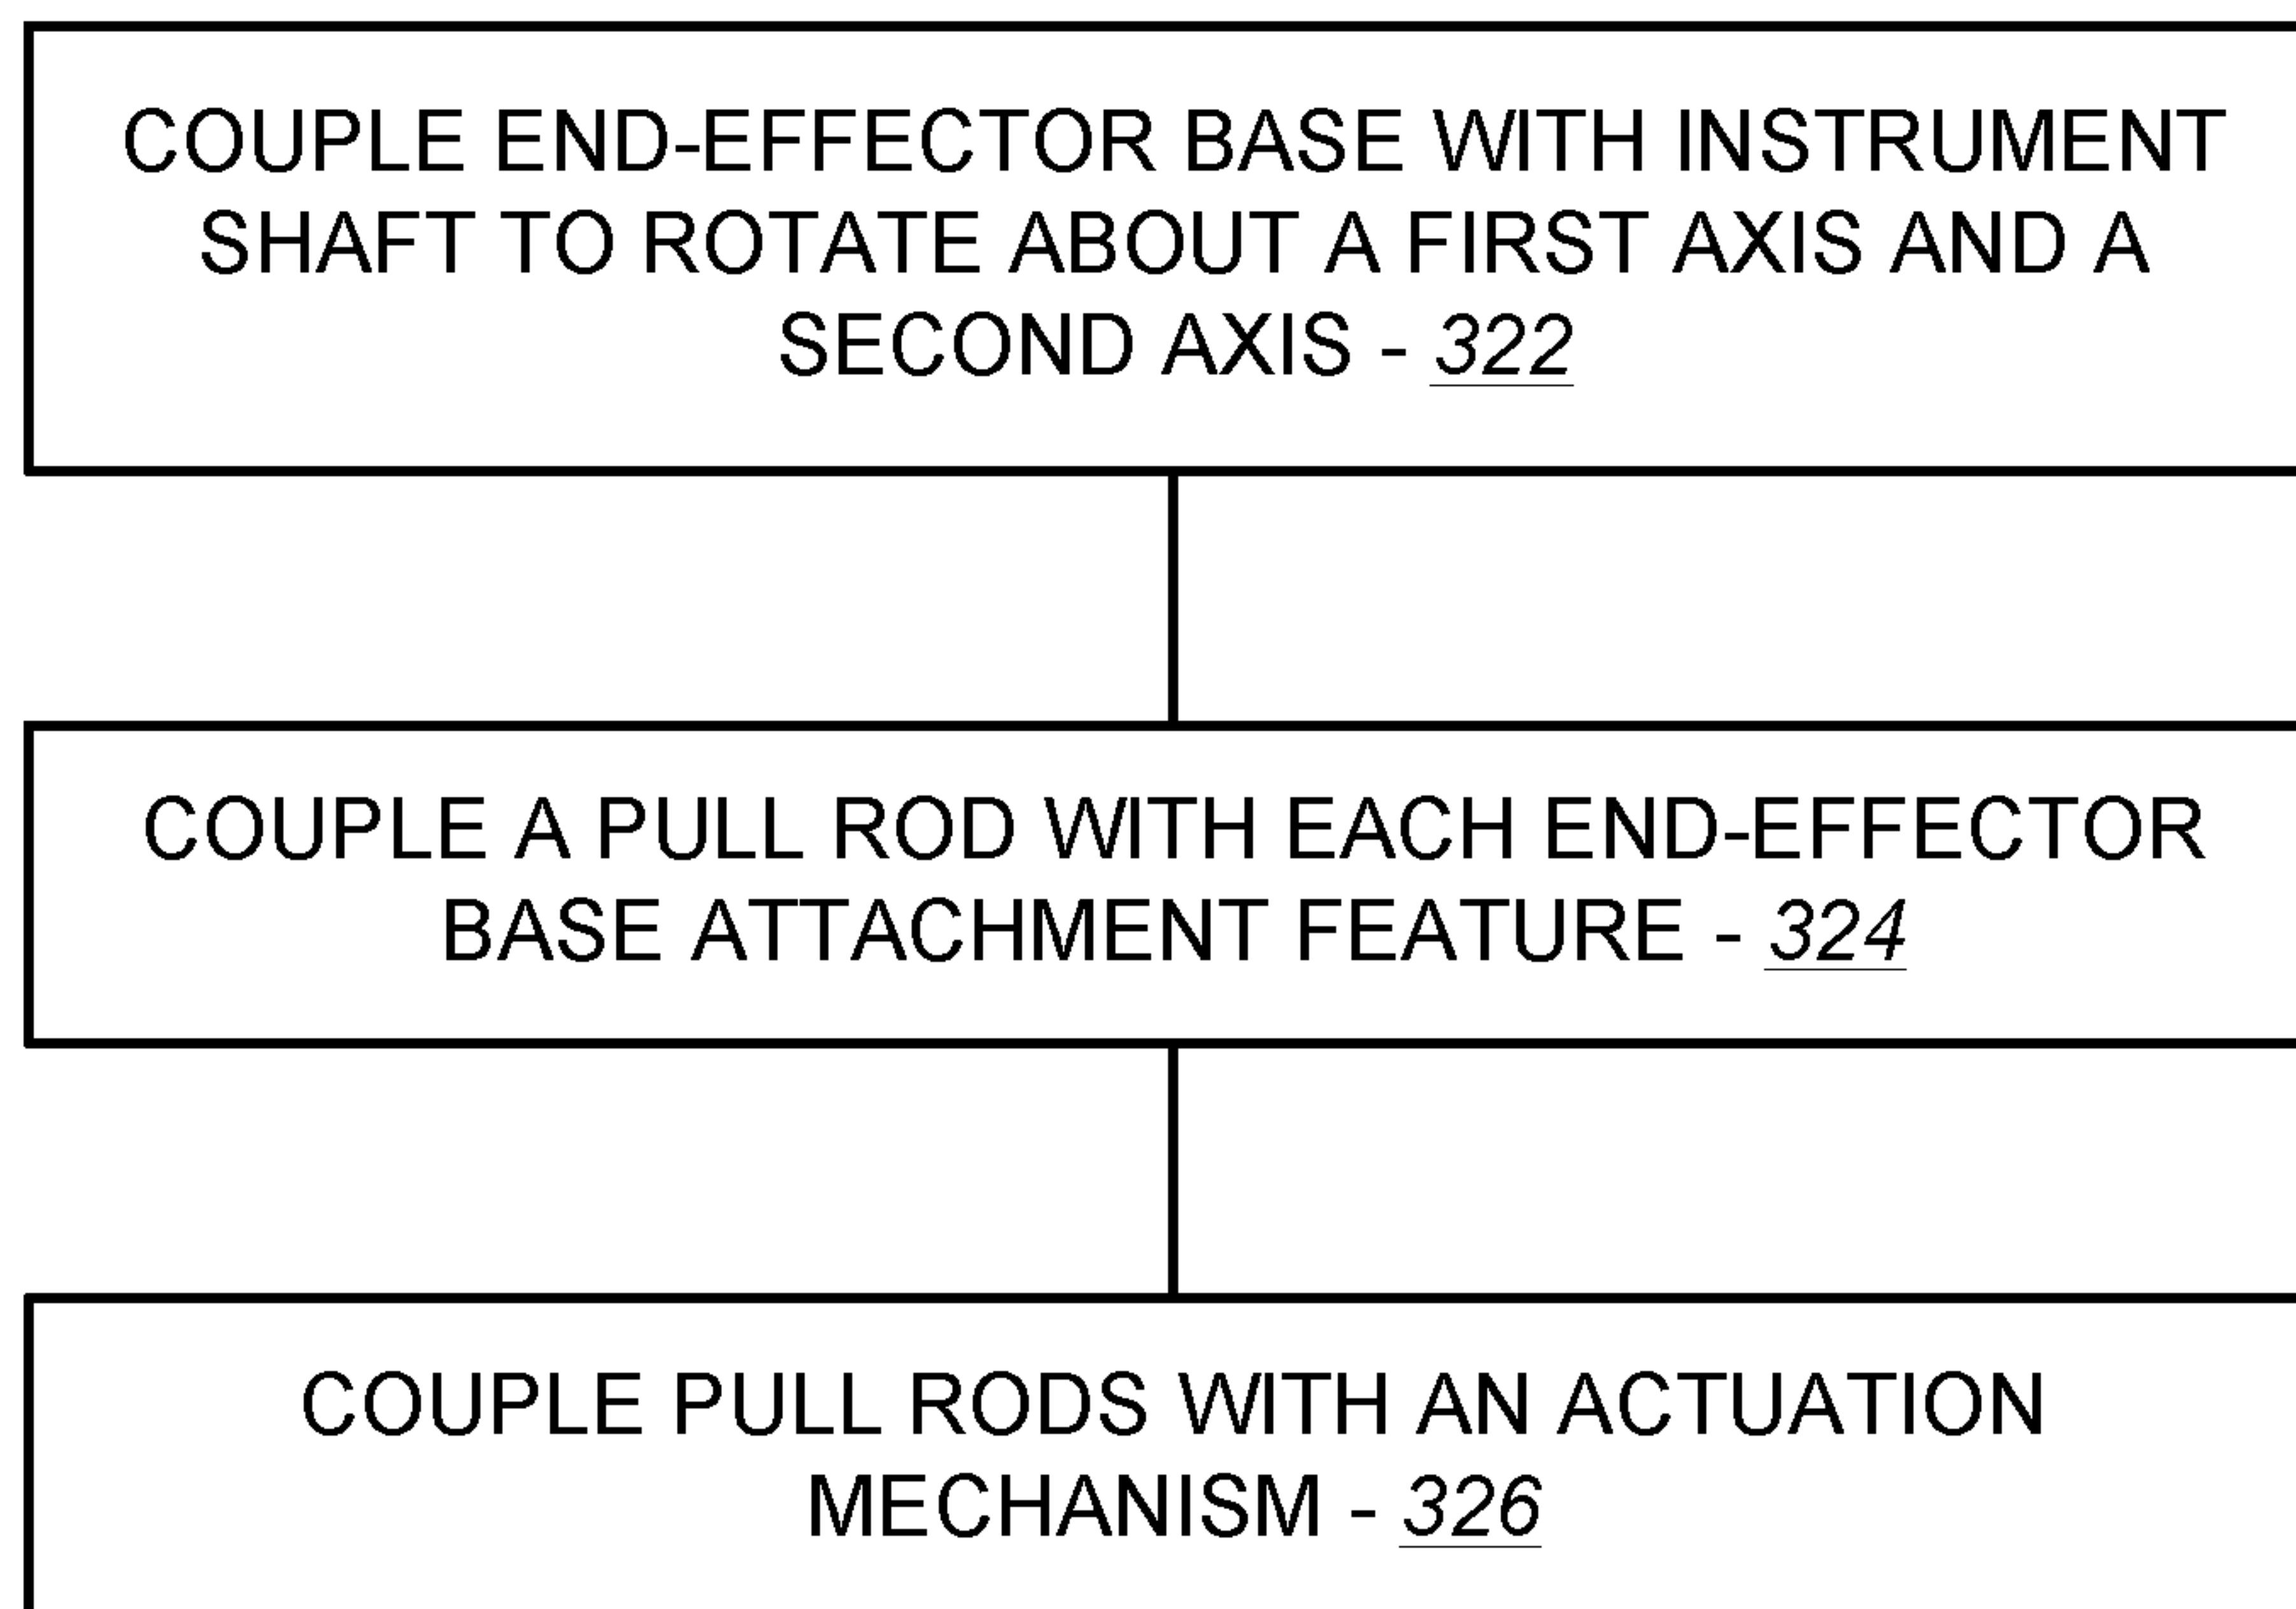 COUPLE END-EFFECTOR BASE WITH INSTRUMENT
SHAFT TO ROTATE ABOUT A FIRST AXIS AND A
SECOND AXIS - 322
COUPLE A PULL ROD WITH EACH END-EFFECTOR
BASE ATTACHMENT FEATURE - 324
COUPLE PULL RODS WITH AN ACTUATION
MECHANISM - 326